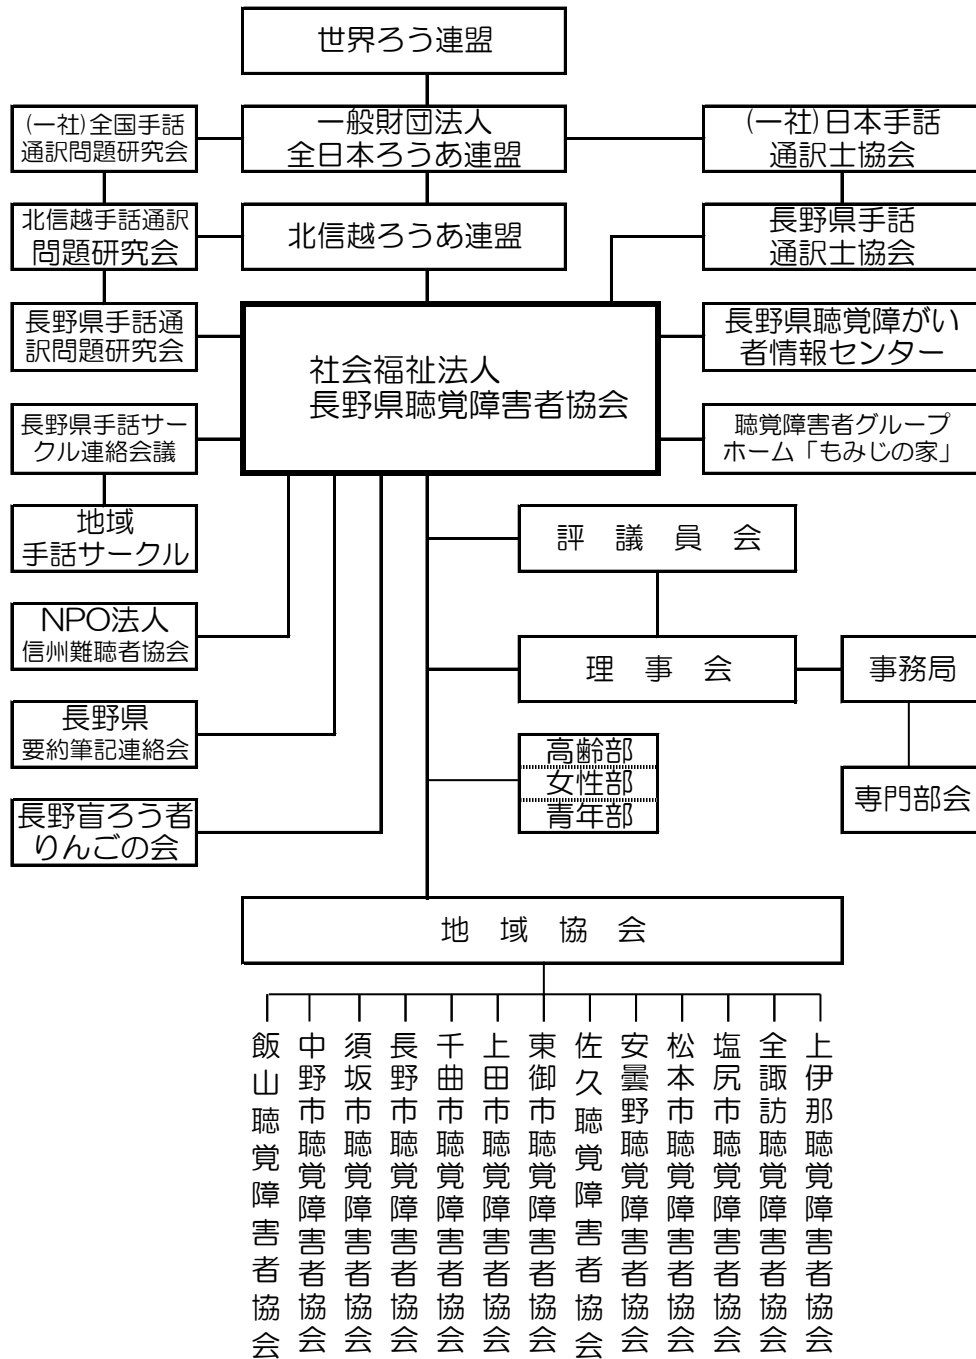 世界ろう連盟
(一社)全国手話
通訳問題研究会
一般財団法人
全日本ろうあ連盟
(一社)日本手話
通訳士協会
北信越手話通訳
問題研究会
北信越ろうあ連盟
長野県手話
通訳士協会
長野県手話通
訳問題研究会
社会福祉法人
長野県聴覚障害者協会
長野県聴覚障がい
者情報センター
長野県手話サー
クル連絡会議
聴覚障害者グループ
ホーム「もみじの家」
地域
手話サークル
評議員会
NPO法人
信州難聴者協会
理事会
事務局
長野県
要約筆記連絡会
高齢部
女性部
青年部
専門部会
長野盲ろう者
りんごの会
地域協会
飯山聴覚障害者協会
中野市聴覚障害者協会
須坂市聴覚障害者協会
長野市聴覚障害者協会
千曲市聴覚障害者協会
上田市聴覚障害者協会
東御市聴覚障害者協会
佐久聴覚障害者協会
安曇野聴覚障害者協会
松本市聴覚障害者協会
塩尻市聴覚障害者協会
全諏訪聴覚障害者協会
上伊那聴覚障害者協会